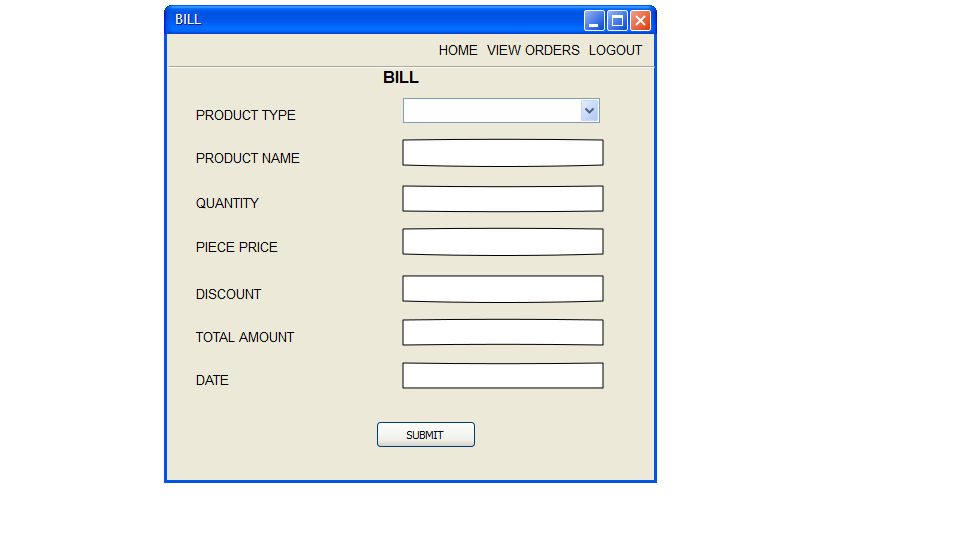 BILL
HOME VIEW ORDERS LOGOUT
BILL
PRODUCT TYPE
PRODUCT NAME
QUANTITY
PIECE PRICE
DISCOUNT
TOTAL AMOUNT
DATE
SUBMIT